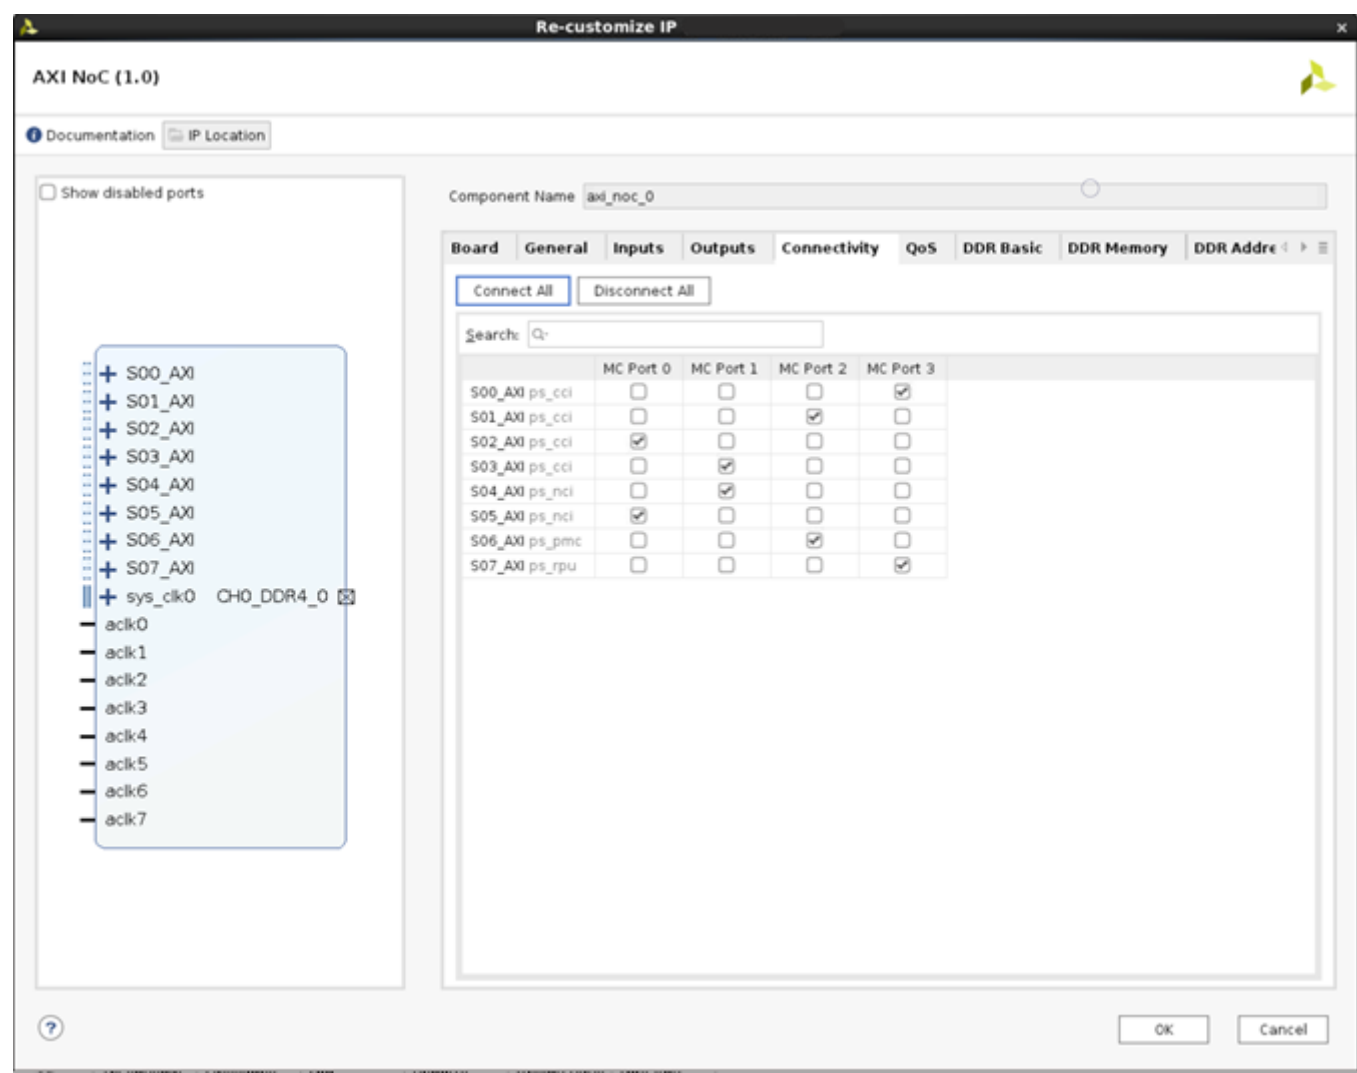 Re-customize IP
AXI NoC (1.0)
Documentation IP Location
Show disabled ports
Component Name axi_noc_0
Board General Inputs Outputs Connectivity QoS DDR Basic DDR Memory DDR Addre
Connect All Disconnect All
Search: Q-
MC Port 0 MC Port 1 MC Port 2 MC Port 3
S00_AXI ps_cci
S01_AXI ps_cci
S02_AXI ps_cci
S03_AXI ps_cci
S04_AXI ps_nci
S05_AXI ps_nci
S06_AXI ps_pmc
S07_AXI ps_rpu
S00_AXI
S01_AXI
S02_AXI
S03_AXI
S04_AXI
S05_AXI
S06_AXI
S07_AXI
sys_clk0 CH0_DDR4_0
aclk0
aclk1
aclk2
aclk3
aclk4
aclk5
aclk6
aclk7
? OK Cancel